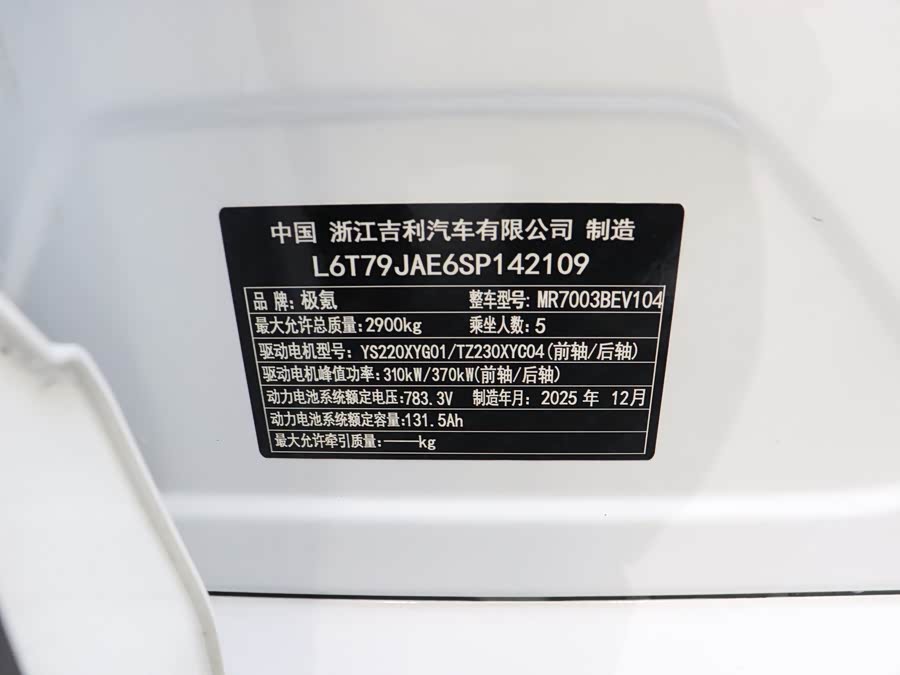 中国 浙江吉利汽车有限公司 制造
L6T79JAE6SP142109
品 牌: 极氪 整车型号: MR7003BEV104
最大允许总质量: 2900kg 乘坐人数: 5
驱动电机型号: YS220XYG01/TZ230XYC04(前轴/后轴)
驱动电机峰值功率: 310kW/370kW(前轴/后轴)
动力电池系统额定电压: 783.3V 制造年月: 2025 年 12月
动力电池系统额定容量: 131.5Ah
最大允许牵引质量: ——kg